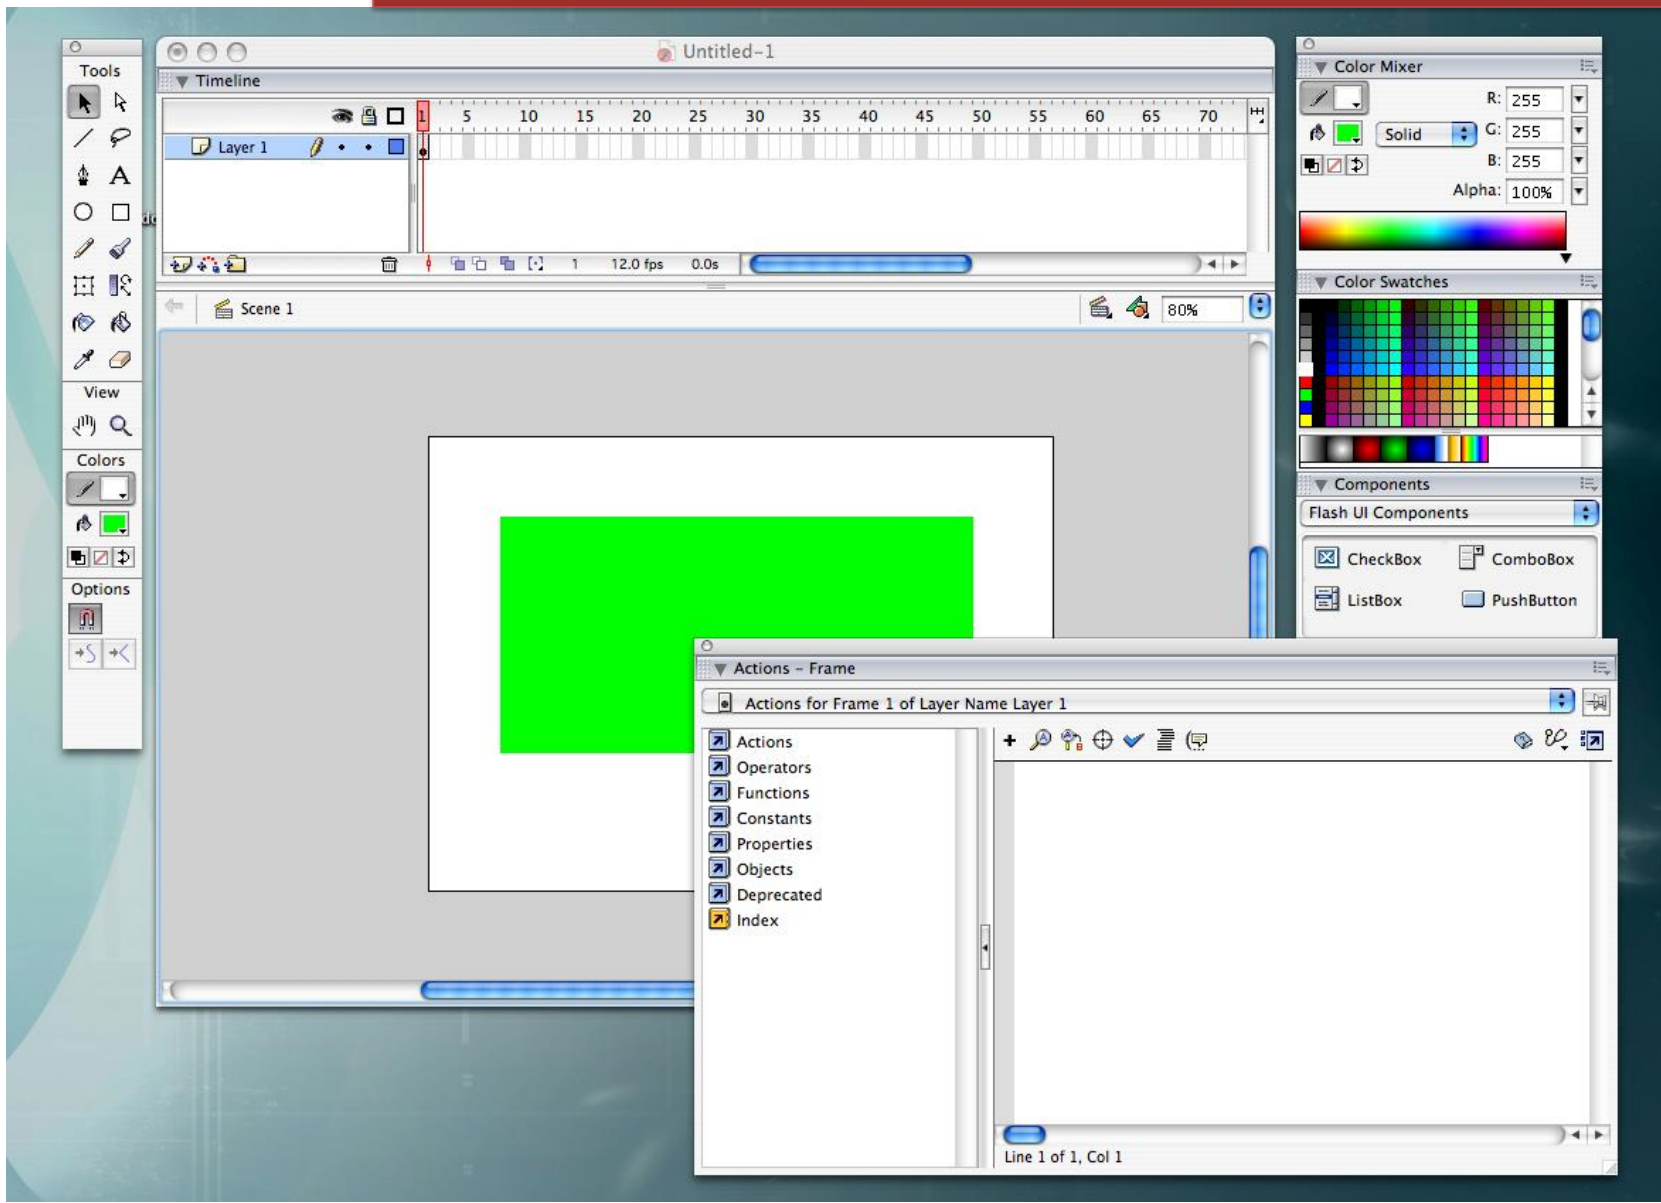 Tools
View
Colors
Options
Untitled-1
Timeline
1 5 10 15 20 25 30 35 40 45 50 55 60 65 70
Layer 1
1 12.0 fps 0.0s
Scene 1
80%
Color Mixer
R: 255
Solid G: 255
B: 255
Alpha: 100%
Color Swatches
Components
Flash UI Components
CheckBox ComboBox
ListBox PushButton
Actions – Frame
Actions for Frame 1 of Layer Name Layer 1
Actions
Operators
Functions
Constants
Properties
Objects
Deprecated
Index
Line 1 of 1, Col 1